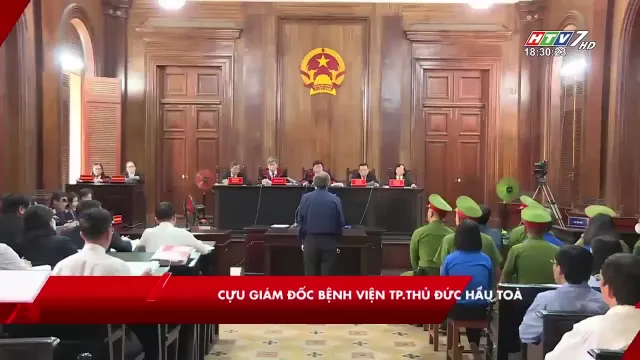 HTV7 HD
18:30:23
CỰU GIÁM ĐỐC BỆNH VIỆN TP.THỦ ĐỨC HẦU TOÀ